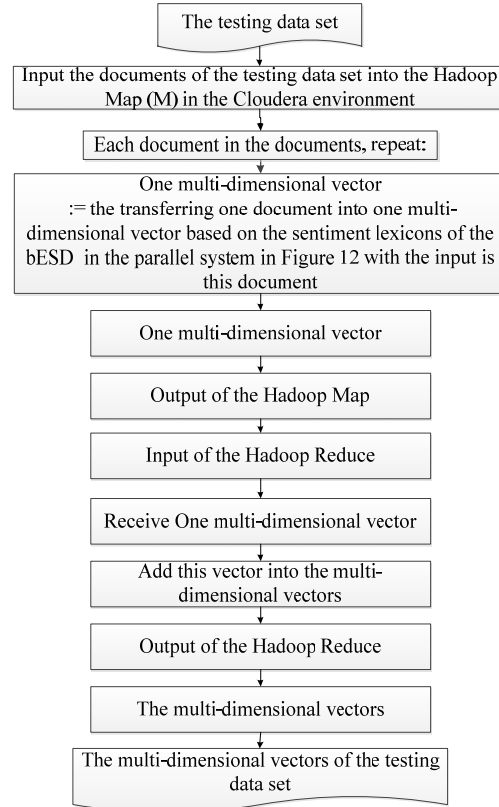 The testing data set
Input the documents of the testing data set into the Hadoop
Map (M) in the Cloudera environment
Each document in the documents, repeat:
One multi-dimensional vector
:= the transferring one document into one multi-
dimensional vector based on the sentiment lexicons of the
bESD in the parallel system in Figure 12 with the input is
this document
One multi-dimensional vector
Output of the Hadoop Map
Input of the Hadoop Reduce
Receive One multi-dimensional vector
Add this vector into the multi-
dimensional vectors
Output of the Hadoop Reduce
The multi-dimensional vectors
The multi-dimensional vectors of the testing
data set